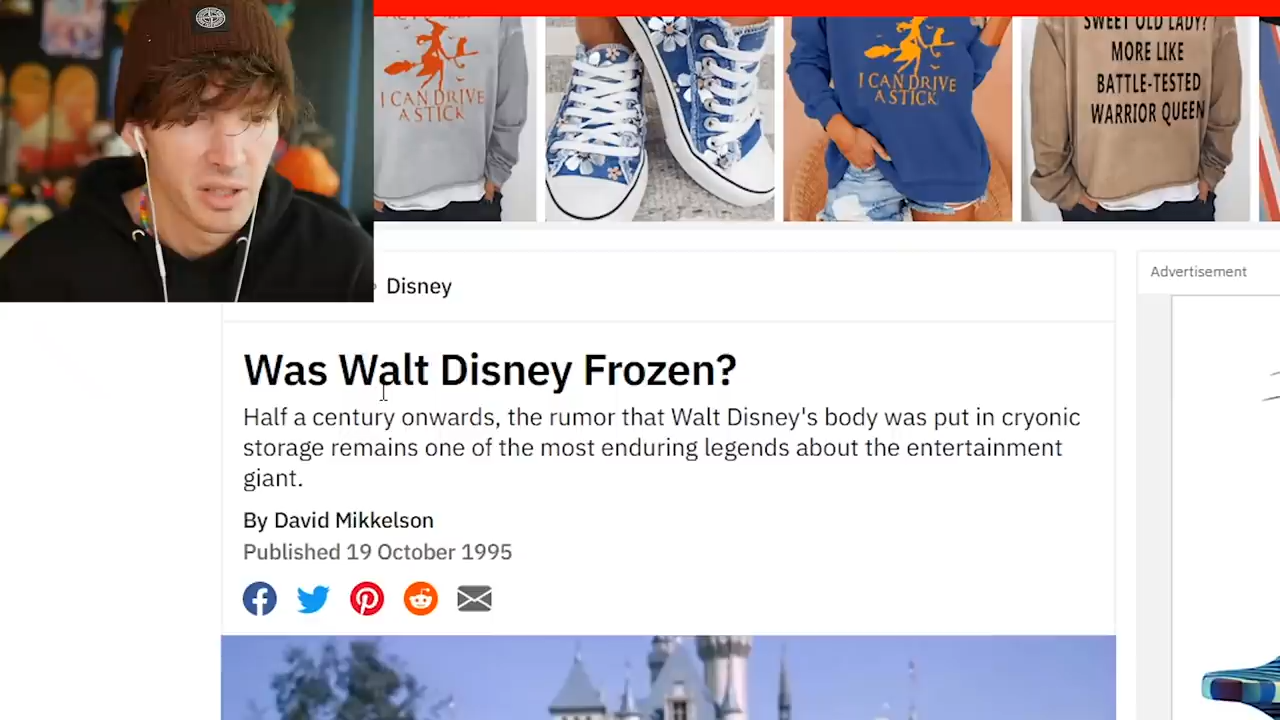 I CAN DRIVE
A STICK
I CAN DRIVE
A STICK
SWEET OLD LADY?
MORE LIKE
BATTLE-TESTED
WARRIOR QUEEN
Disney
Advertisement
Was Walt Disney Frozen?
Half a century onwards, the rumor that Walt Disney's body was put in cryonic
storage remains one of the most enduring legends about the entertainment
giant.
By David Mikkelson
Published 19 October 1995